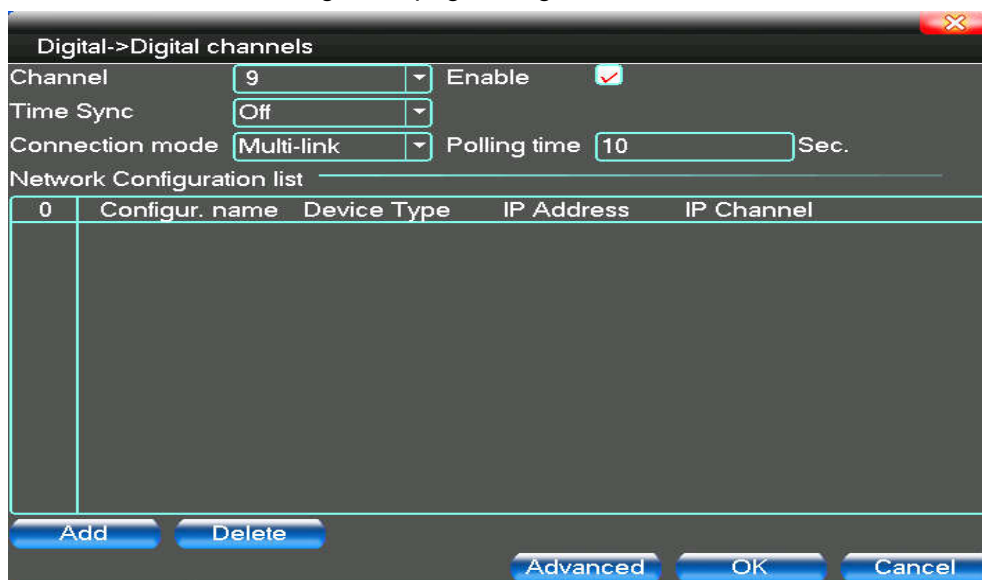 Digital->Digital channels
Channel 9 Enable
Time Sync Off
Connection mode Multi-link Polling time 10 Sec.
Network Configuration list
0 Configur. name Device Type IP Address IP Channel
Add Delete
Advanced OK Cancel